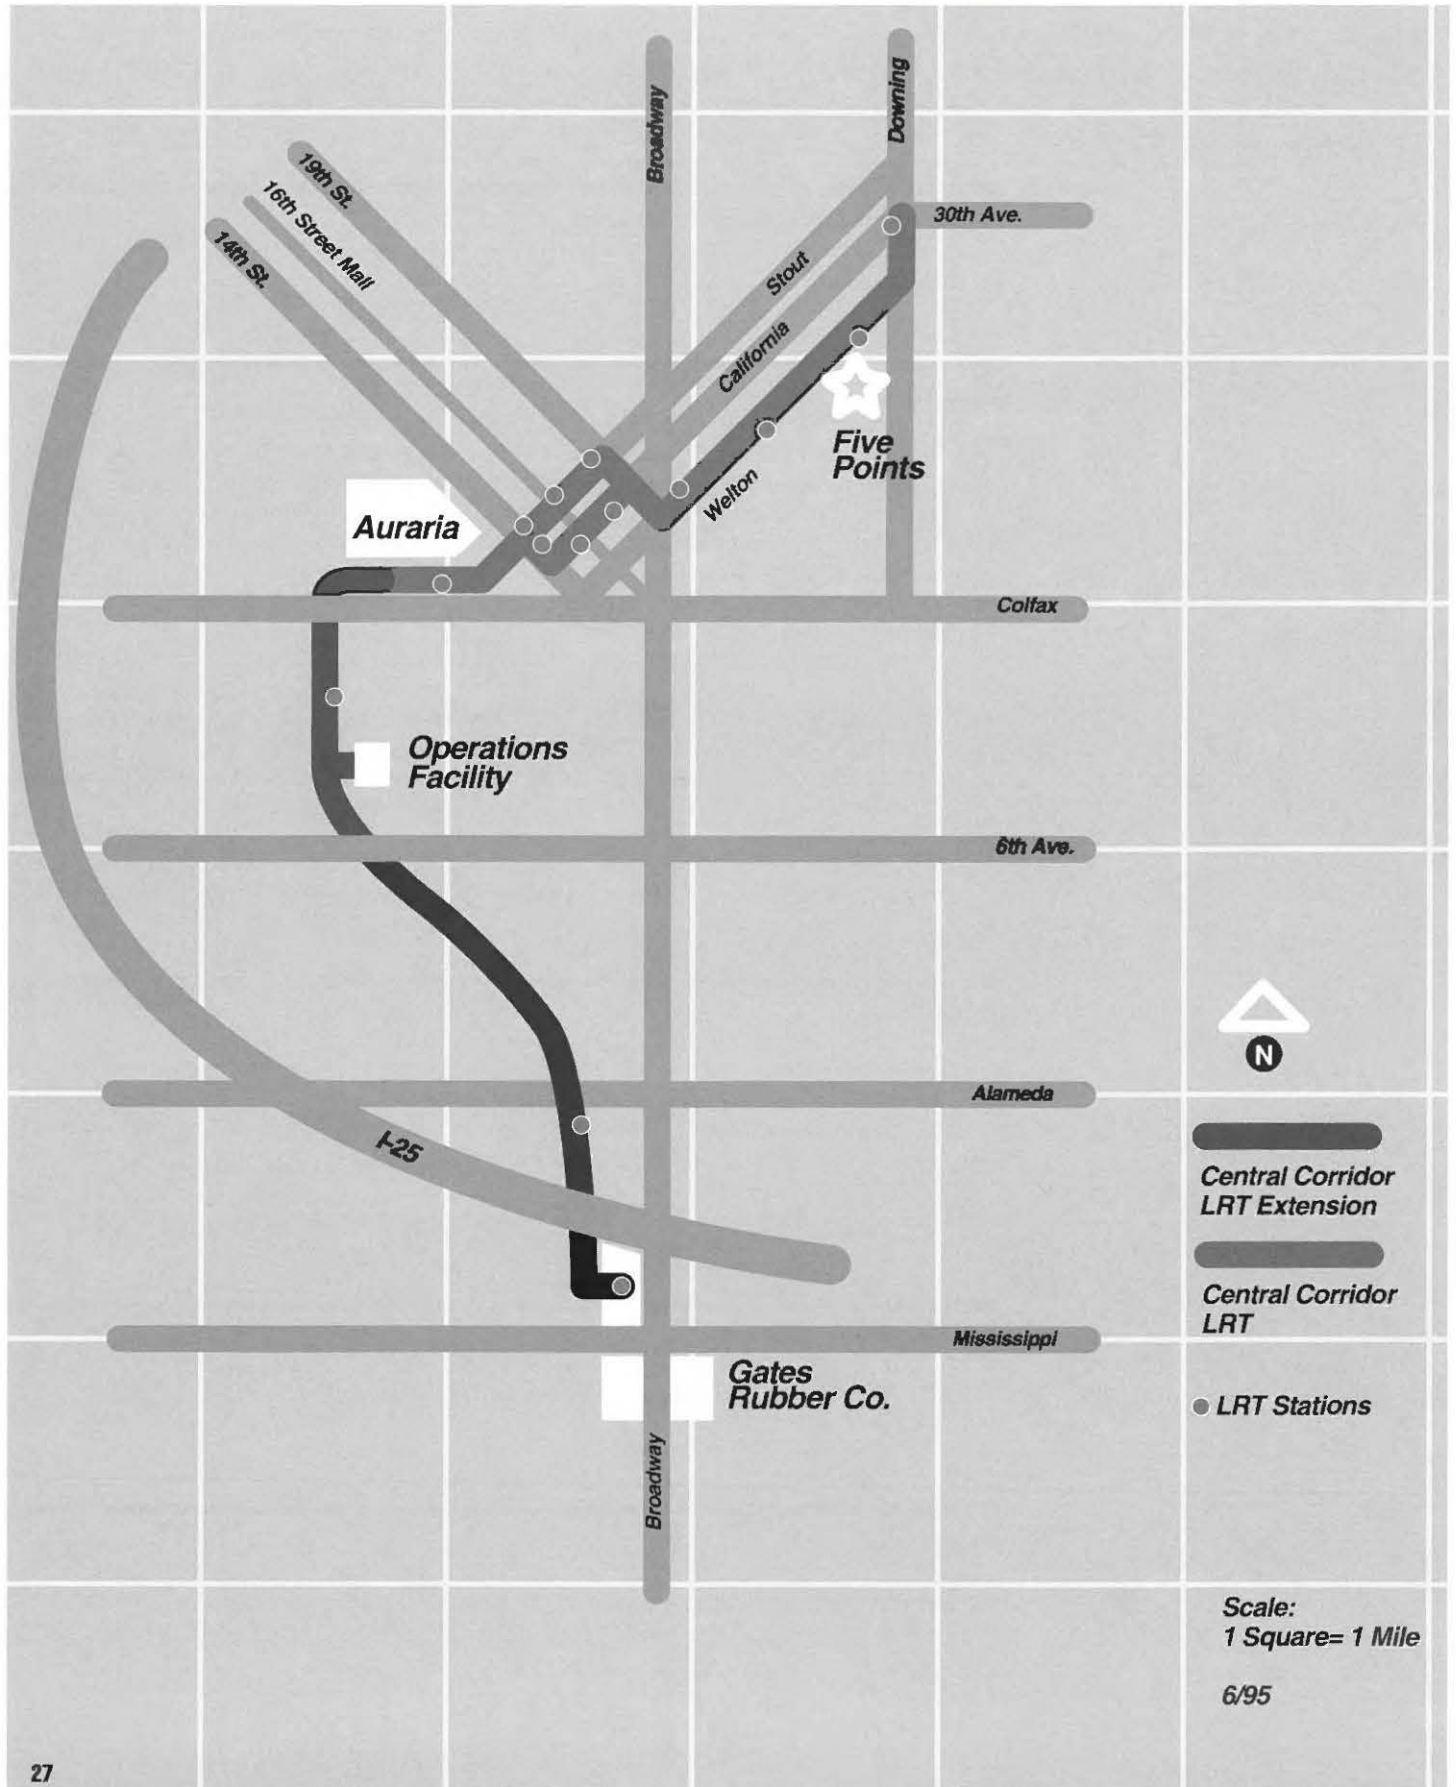 Broadway
Downing
19th St.
16th Street Mall
14th St.
30th Ave.
Stout
California
Five
Points
Welton
Auraria
Colfax
Operations
Facility
6th Ave.
N
Alameda
I-25
Central Corridor
LRT Extension
Central Corridor
LRT
Mississippi
Gates
Rubber Co.
LRT Stations
Broadway
Scale:
1 Square= 1 Mile
6/95
27